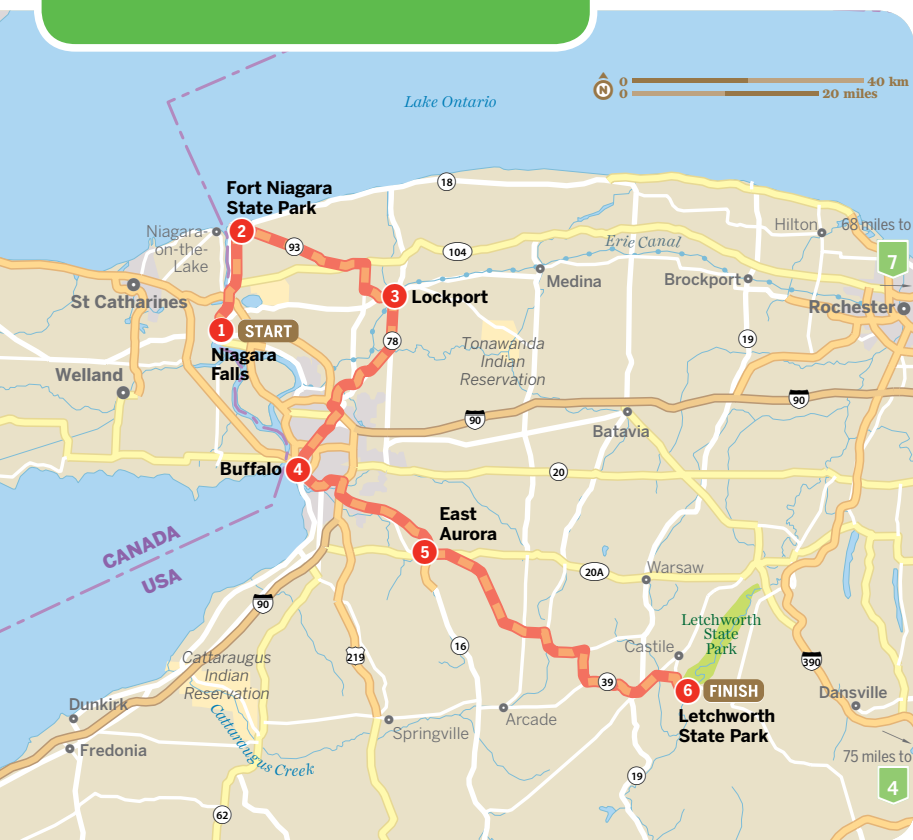 0
40 km
N
0
20 miles
Lake Ontario
18
Fort Niagara
State Park
2
93
Niagara-
on-the-
Lake
104
Erie Canal
Hilton
68 miles to
7
Medina
Brockport
St Catharines
3
Lockport
Rochester
1
START
Niagara
Falls
78
19
Tonawanda
Indian
Reservation
Welland
90
90
Batavia
Buffalo
4
20
East
Aurora
5
CANADA
USA
20A
Warsaw
90
Letchworth
State
Park
16
Castile
219
390
Cattaraugus
Indian
Reservation
39
6
FINISH
Dansville
Dunkirk
Letchworth
State Park
Arcade
Springville
Cattaraugus Creek
Fredonia
75 miles to
19
4
62